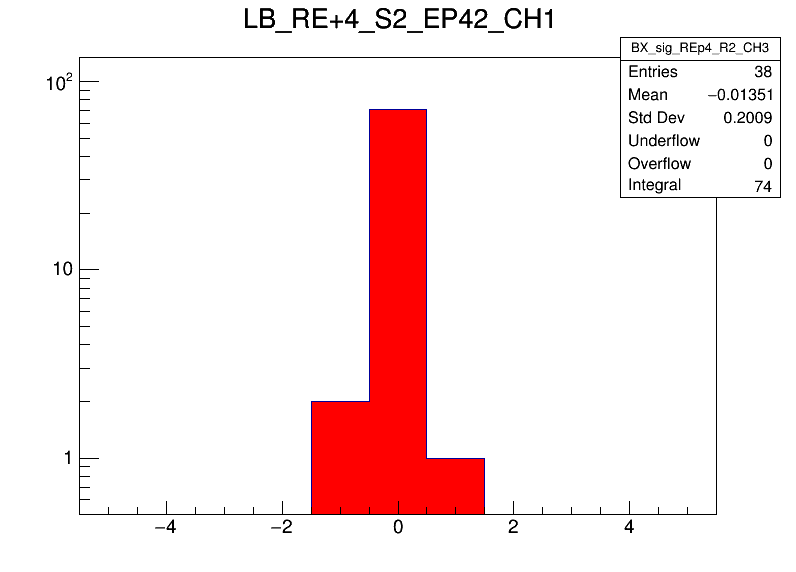 LB_RE+4_S2_EP42_CH1
BX_sig_REp4_R2_CH3
Entries 38
Mean −0.01351
Std Dev 0.2009
Underflow 0
Overflow 0
Integral 74
10²
10
1
−4 −2 0 2 4